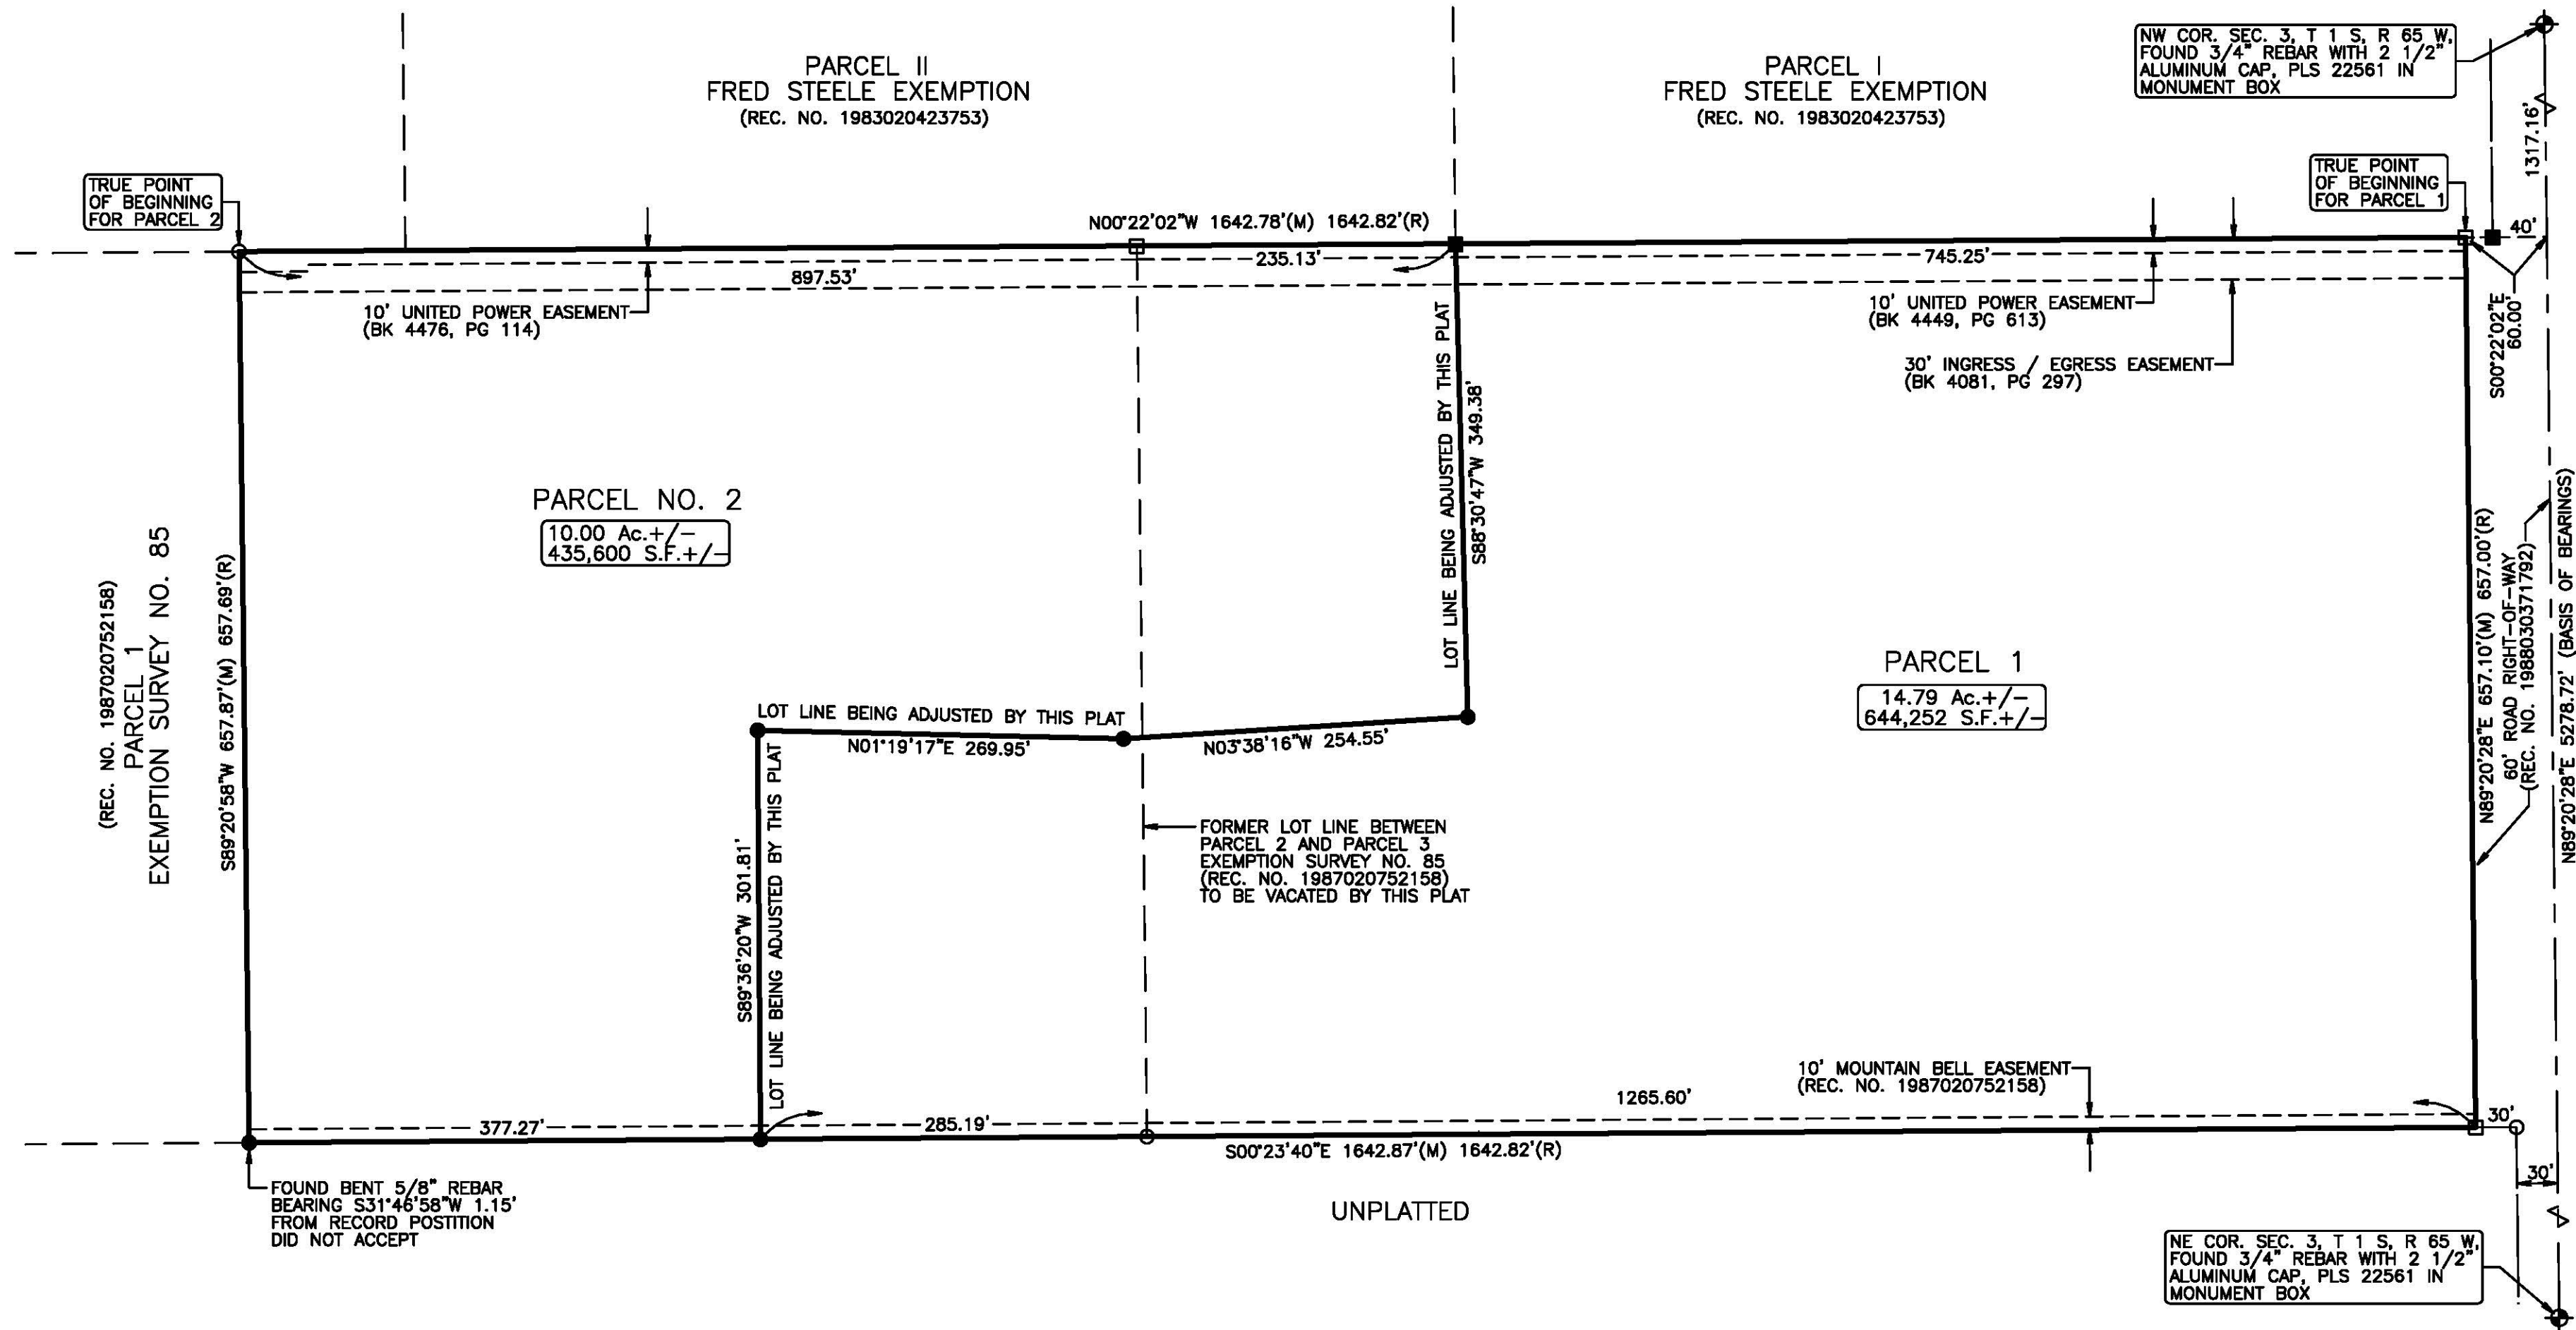 PARCEL II
FRED STEELE EXEMPTION
(REC. NO. 1983020423753)
PARCEL I
FRED STEELE EXEMPTION
(REC. NO. 1983020423753)
NW COR. SEC. 3, T 1 S, R 65 W,
FOUND 3/4" REBAR WITH 2 1/2"
ALUMINUM CAP, PLS 22561 IN
MONUMENT BOX
1317.16'
TRUE POINT
OF BEGINNING
FOR PARCEL 2
TRUE POINT
OF BEGINNING
FOR PARCEL 1
N00°22'02"W 1642.78'(M) 1642.82'(R)
40'
897.53'
235.13'
745.25'
10' UNITED POWER EASEMENT
(BK 4476, PG 114)
10' UNITED POWER EASEMENT
(BK 4449, PG 613)
30' INGRESS / EGRESS EASEMENT
(BK 4081, PG 297)
S00°22'02"E
60.00'
LOT LINE BEING ADJUSTED BY THIS PLAT
S88°30'47"W 349.38'
PARCEL NO. 2
10.00 Ac.+/-
435,600 S.F.+/-
(REC. NO. 1987020752158)
PARCEL 1
EXEMPTION SURVEY NO. 85
S89°20'58"W 657.87'(M) 657.69'(R)
PARCEL 1
14.79 Ac.+/-
644,252 S.F.+/-
N89°20'28"E 657.10'(M) 657.00'(R)
60' ROAD RIGHT-OF-WAY
(REC. NO. 1988030371792)
N89°20'28"E 5278.72' (BASIS OF BEARINGS)
LOT LINE BEING ADJUSTED BY THIS PLAT
N01°19'17"E 269.95'
N03°38'16"W 254.55'
S89°36'20"W 301.81'
LOT LINE BEING ADJUSTED BY THIS PLAT
FORMER LOT LINE BETWEEN
PARCEL 2 AND PARCEL 3
EXEMPTION SURVEY NO. 85
(REC. NO. 1987020752158)
TO BE VACATED BY THIS PLAT
10' MOUNTAIN BELL EASEMENT
(REC. NO. 1987020752158)
377.27'
285.19'
1265.60'
30'
S00°23'40"E 1642.87'(M) 1642.82'(R)
30'
FOUND BENT 5/8" REBAR
BEARING S31°46'58"W 1.15'
FROM RECORD POSTITION
DID NOT ACCEPT
UNPLATTED
NE COR. SEC. 3, T 1 S, R 65 W,
FOUND 3/4" REBAR WITH 2 1/2"
ALUMINUM CAP, PLS 22561 IN
MONUMENT BOX